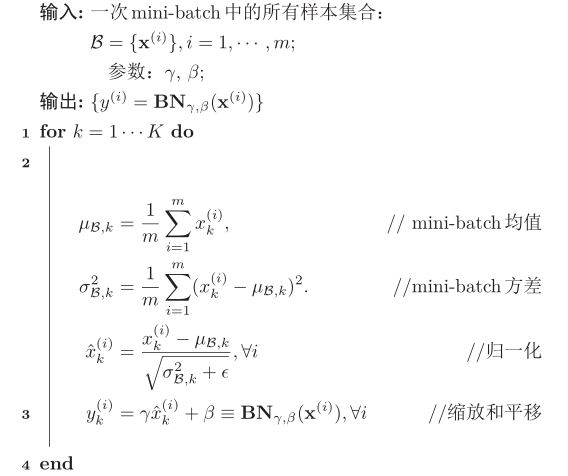 输入: 一次 mini-batch 中的所有样本集合:
$\mathcal{B} = \{\mathbf{x}^{(i)}\}, i = 1, \cdots, m;$
参数: $\gamma, \beta;$
输出: $\{y^{(i)} = \mathbf{BN}_{\gamma,\beta}(\mathbf{x}^{(i)})\}$
1 for $k = 1 \cdots K$ do
2
$\mu_{\mathcal{B},k} = \frac{1}{m} \sum_{i=1}^{m} x_k^{(i)},$ // mini-batch 均值
$\sigma_{\mathcal{B},k}^2 = \frac{1}{m} \sum_{i=1}^{m} (x_k^{(i)} - \mu_{\mathcal{B},k})^2.$ //mini-batch 方差
$\hat{x}_k^{(i)} = \frac{x_k^{(i)} - \mu_{\mathcal{B},k}}{\sqrt{\sigma_{\mathcal{B},k}^2 + \epsilon}}, \forall i$ //归一化
3 $y_k^{(i)} = \gamma \hat{x}_k^{(i)} + \beta \equiv \mathbf{BN}_{\gamma,\beta}(\mathbf{x}^{(i)}), \forall i$ //缩放和平移
4 end